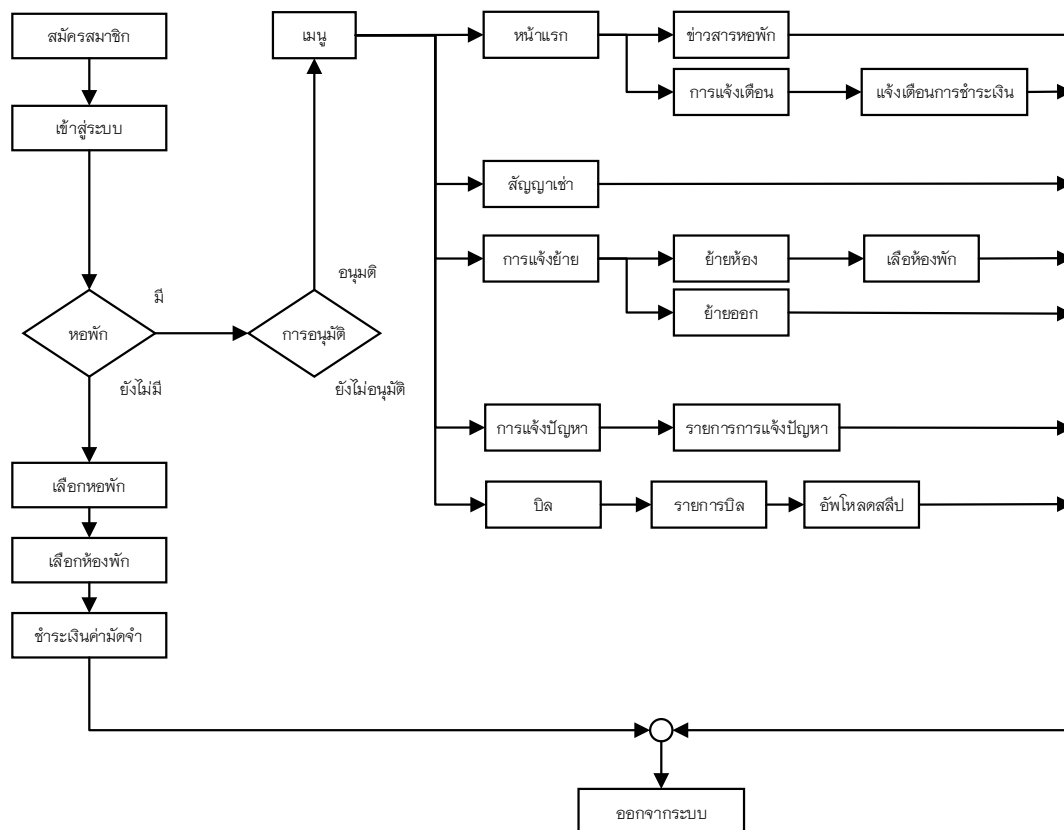 สมัครสมาชิก
เข้าสู่ระบบ
หอพัก
มี
ยังไม่มี
เลือกหอพัก
เลือกห้องพัก
ชำระเงินค่ามัดจำ
เมนู
อนุมติ
การอนุมัติ
ยังไม่อนุมัติ
หน้าแรก
ข่าวสารหอพัก
การแจ้งเตือน
แจ้งเตือนการชำระเงิน
สัญญาเช่า
การแจ้งย้าย
ย้ายห้อง
เลือห้องพัก
ย้ายออก
การแจ้งปัญหา
รายการการแจ้งปัญหา
บิล
รายการบิล
อัพโหลดสลีป
ออกจากระบบ